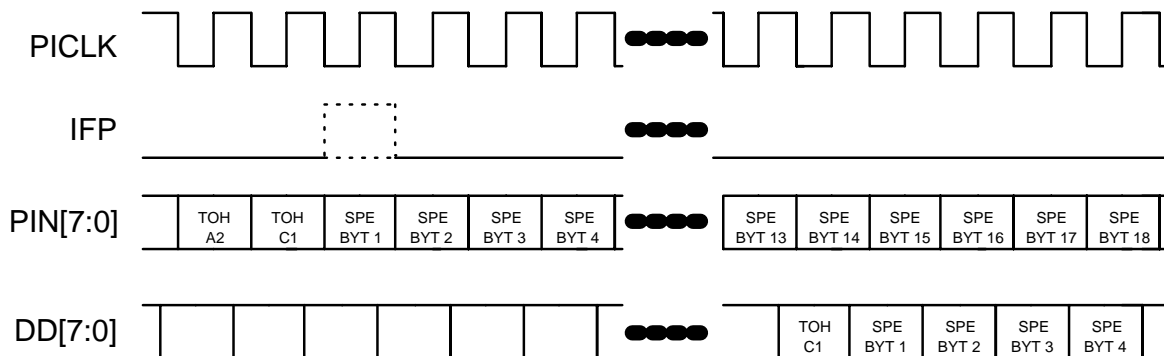 PICLK
IFP
PIN[7:0]
TOH TOH SPE SPE SPE SPE SPE SPE SPE SPE SPE SPE
A2 C1 BYT 1 BYT 2 BYT 3 BYT 4 BYT 13 BYT 14 BYT 15 BYT 16 BYT 17 BYT 18
DD[7:0]
TOH SPE SPE SPE SPE
C1 BYT 1 BYT 2 BYT 3 BYT 4